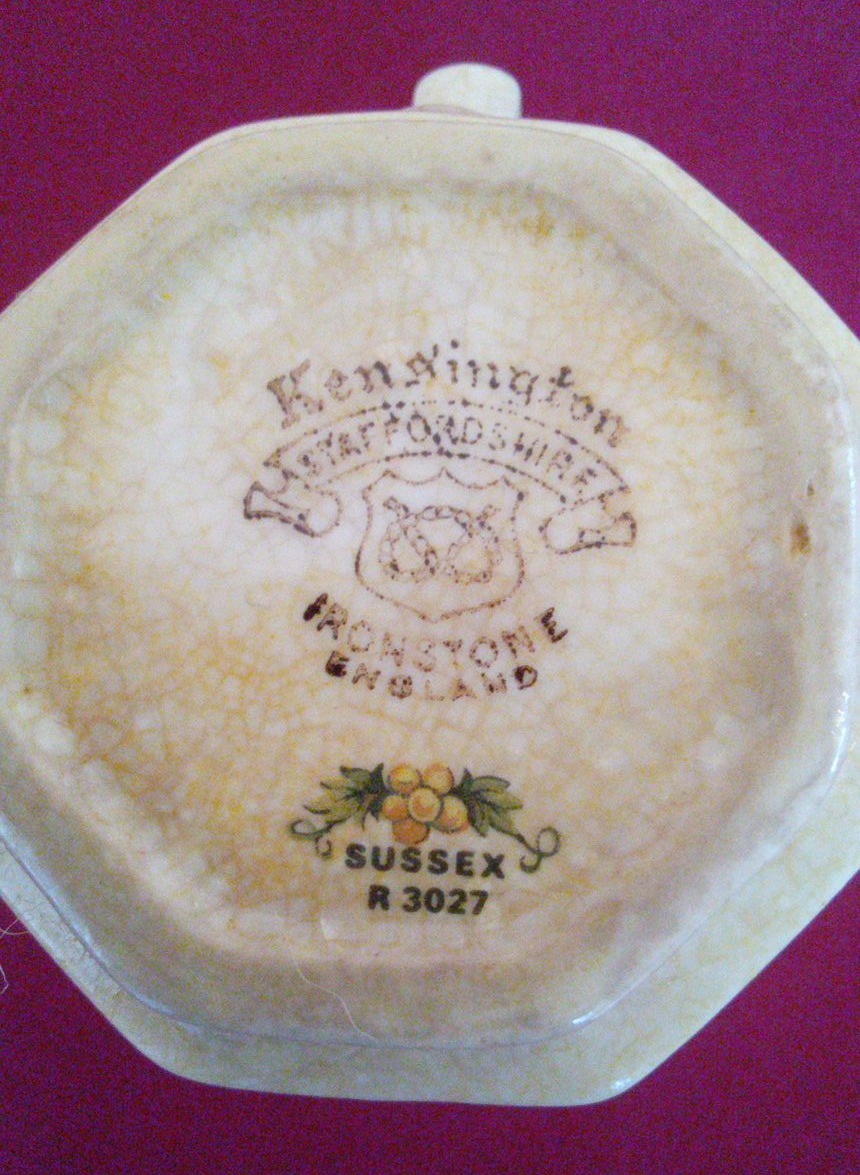 Kensington
STAFFORDSHIRE
IRONSTONE
ENGLAND
SUSSEX
R 3027